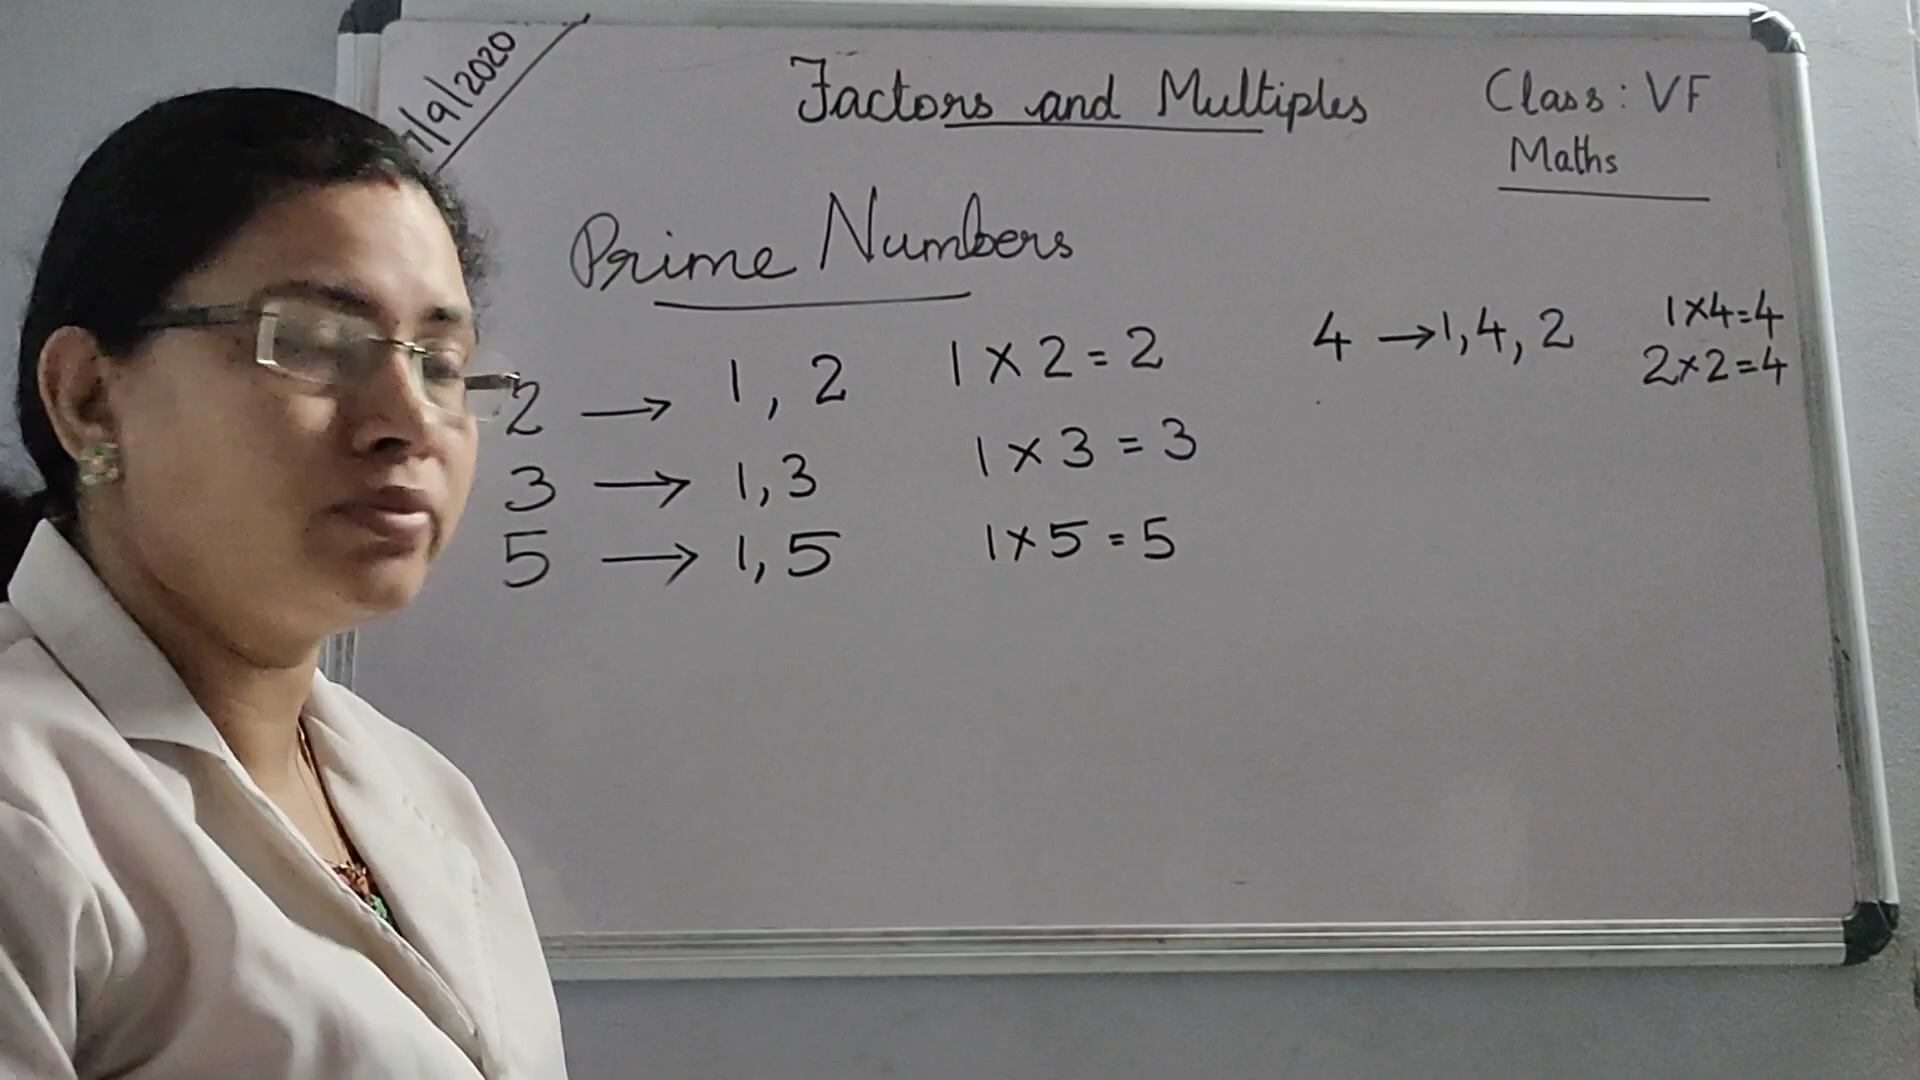 7/9/2020
Factors and Multiples
Class: VF
Maths
Prime Numbers
2 → 1, 2 1 × 2 = 2
3 → 1, 3 1 × 3 = 3
5 → 1, 5 1 × 5 = 5
4 → 1, 4, 2 1×4=4
2×2=4